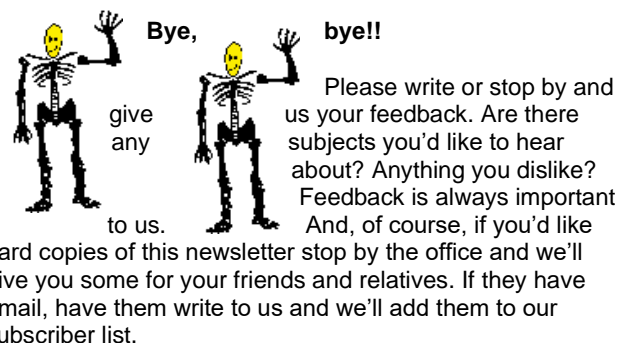 Bye, bye!!
Please write or stop by and
give us your feedback. Are there
any subjects you’d like to hear
about? Anything you dislike?
Feedback is always important
to us. And, of course, if you’d like
ard copies of this newsletter stop by the office and we’ll
ive you some for your friends and relatives. If they have
mail, have them write to us and we’ll add them to our
ubscriber list.